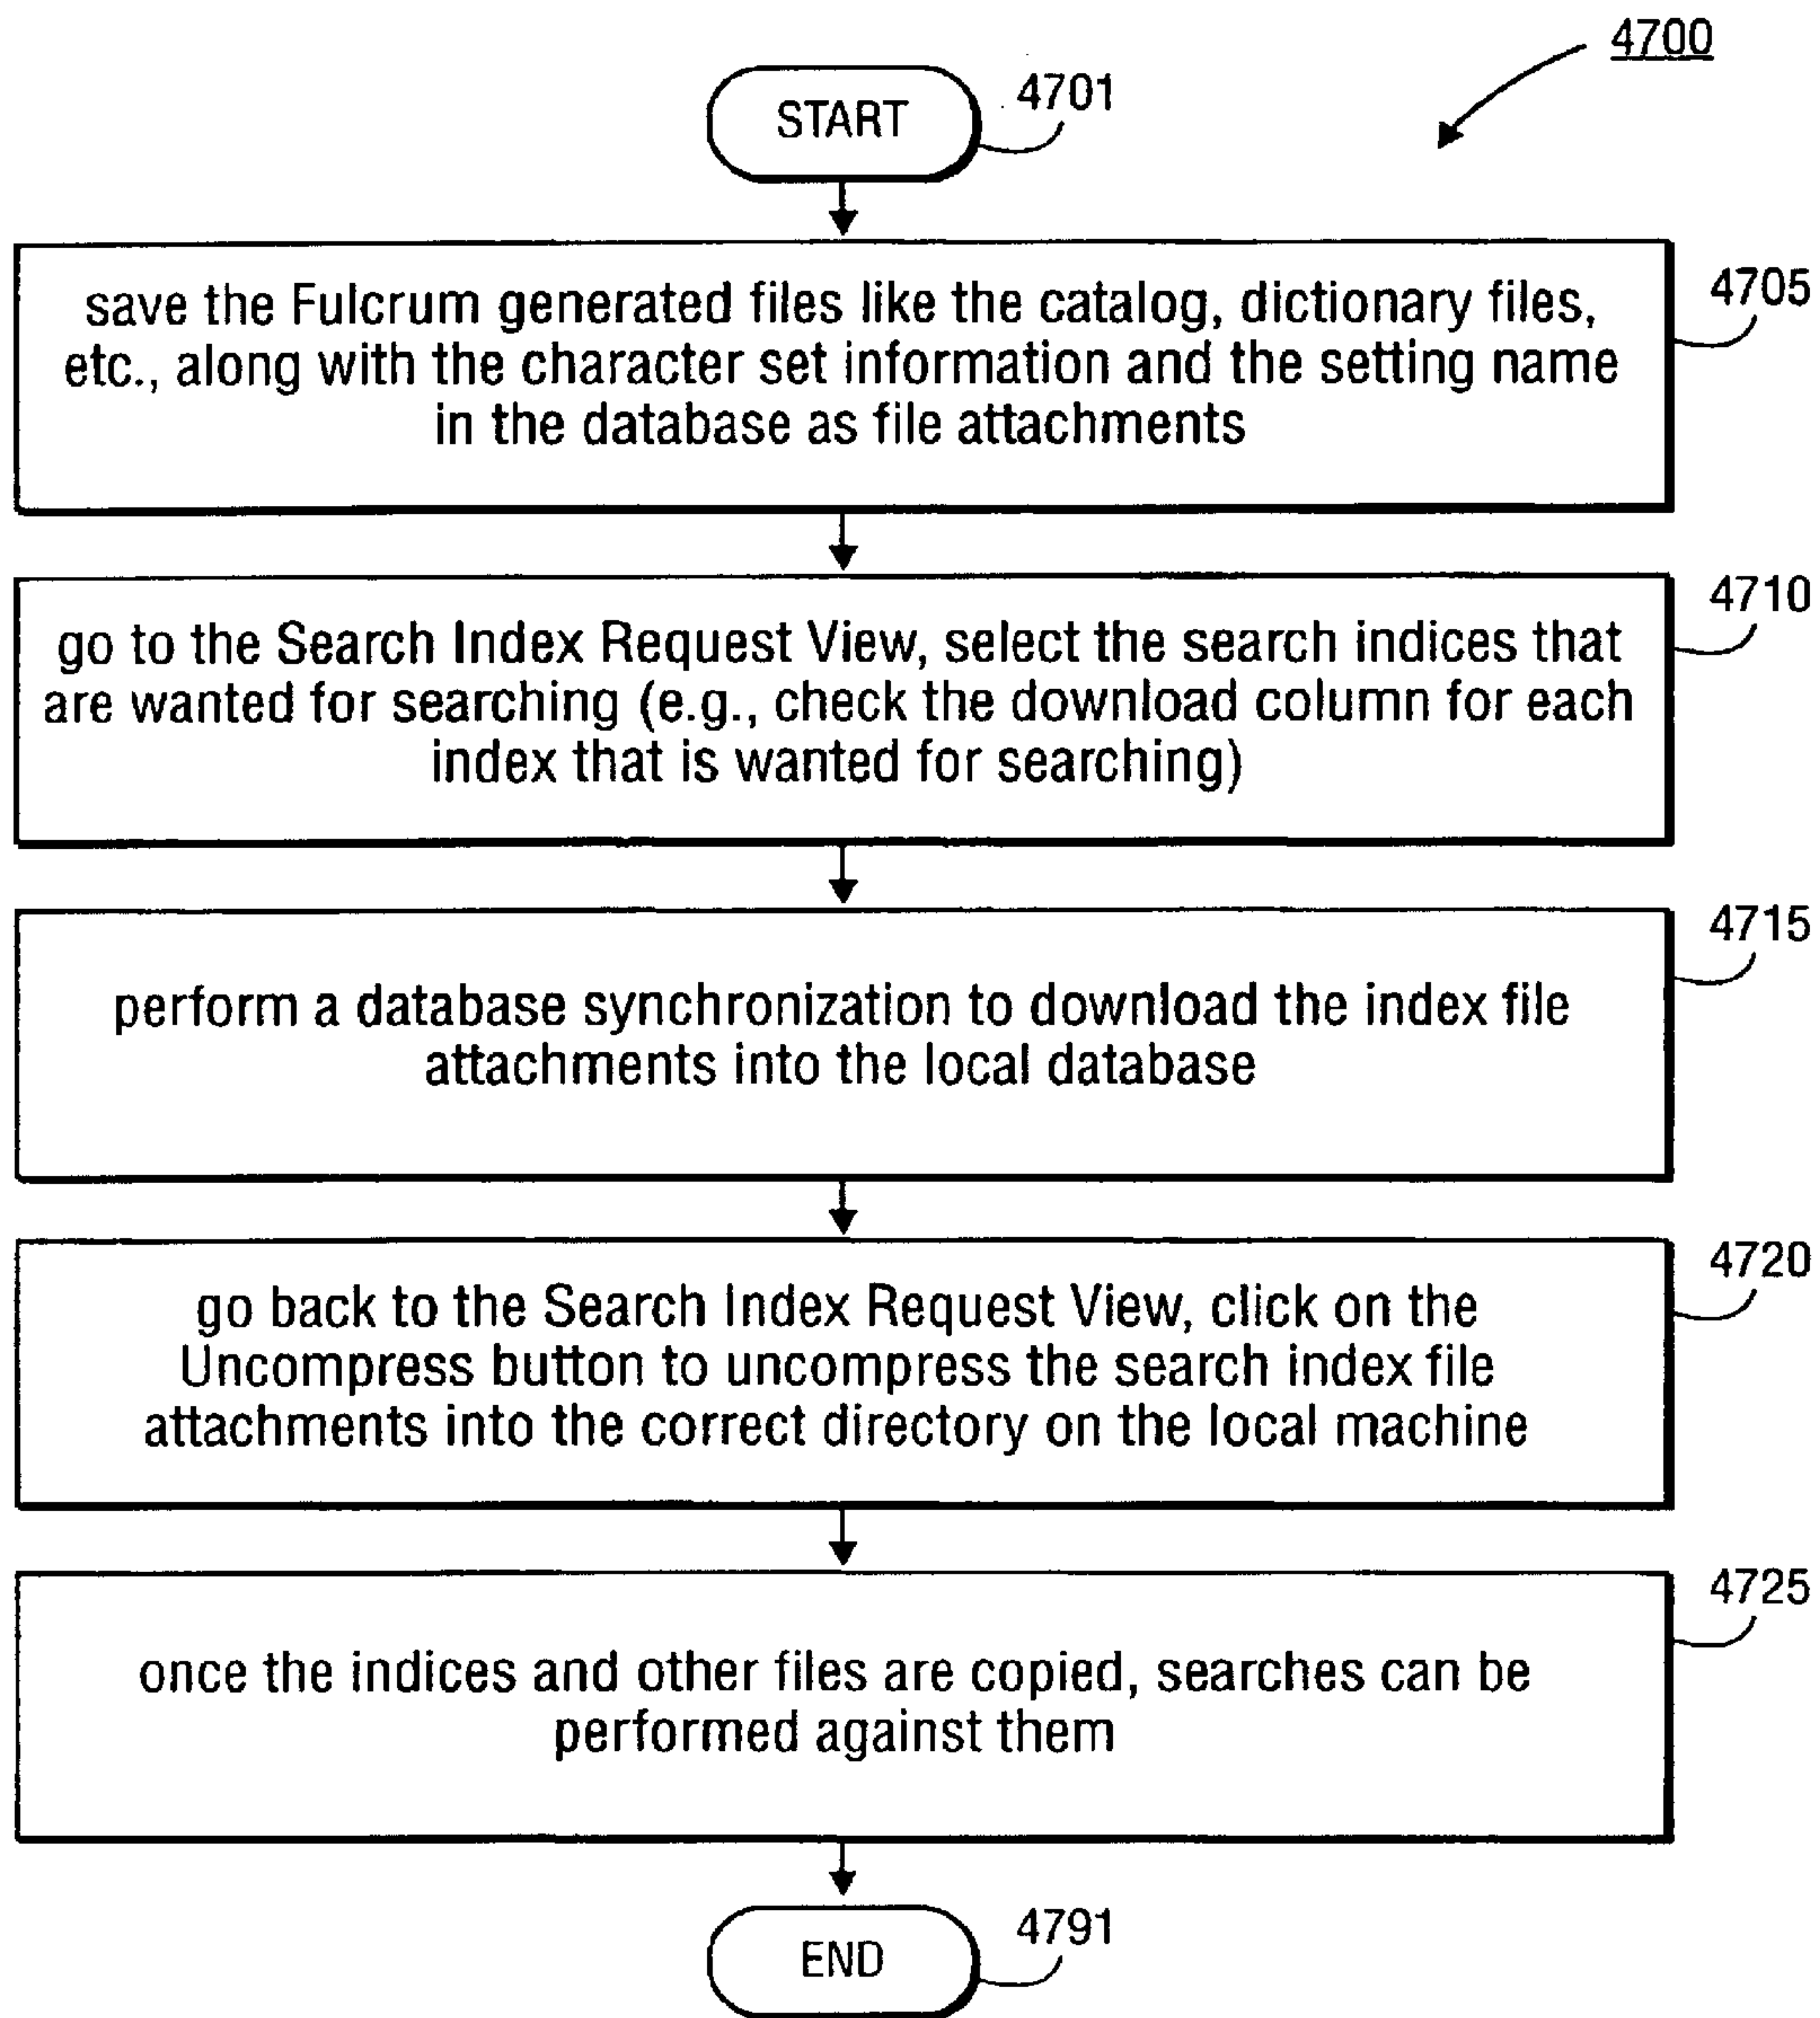 4700
START
4701
save the Fulcrum generated files like the catalog, dictionary files,
etc., along with the character set information and the setting name
in the database as file attachments
4705
go to the Search Index Request View, select the search indices that
are wanted for searching (e.g., check the download column for each
index that is wanted for searching)
4710
perform a database synchronization to download the index file
attachments into the local database
4715
go back to the Search Index Request View, click on the
Uncompress button to uncompress the search index file
attachments into the correct directory on the local machine
4720
once the indices and other files are copied, searches can be
performed against them
4725
END
4791